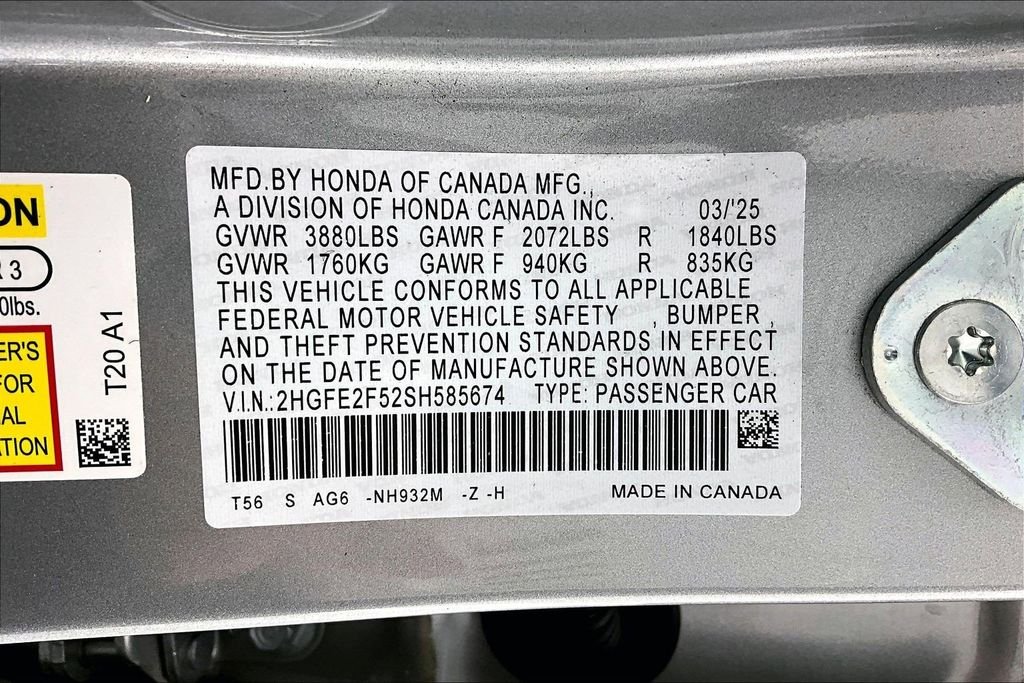 ON
R 3
0lbs.
ER'S
FOR
AL
TION
T20 A1
MFD.BY HONDA OF CANADA MFG.,
A DIVISION OF HONDA CANADA INC. 03/'25
GVWR 3880LBS GAWR F 2072LBS R 1840LBS
GVWR 1760KG GAWR F 940KG R 835KG
THIS VEHICLE CONFORMS TO ALL APPLICABLE
FEDERAL MOTOR VEHICLE SAFETY , BUMPER ,
AND THEFT PREVENTION STANDARDS IN EFFECT
ON THE DATE OF MANUFACTURE SHOWN ABOVE.
V.I.N.:2HGFE2F52SH585674 TYPE: PASSENGER CAR
T56 S AG6 -NH932M -Z -H MADE IN CANADA